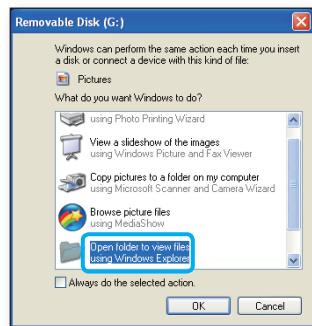 Removable Disk (G:)
Windows can perform the same action each time you insert
a disk or connect a device with this kind of file:
Pictures
What do you want Windows to do?
using Photo Printing Wizard
View a slideshow of the images
using Windows Picture and Fax Viewer
Copy pictures to a folder on my computer
using Microsoft Scanner and Camera Wizard
Browse picture files
using MediaShow
Open folder to view files
using Windows Explorer
Always do the selected action.
OK
Cancel